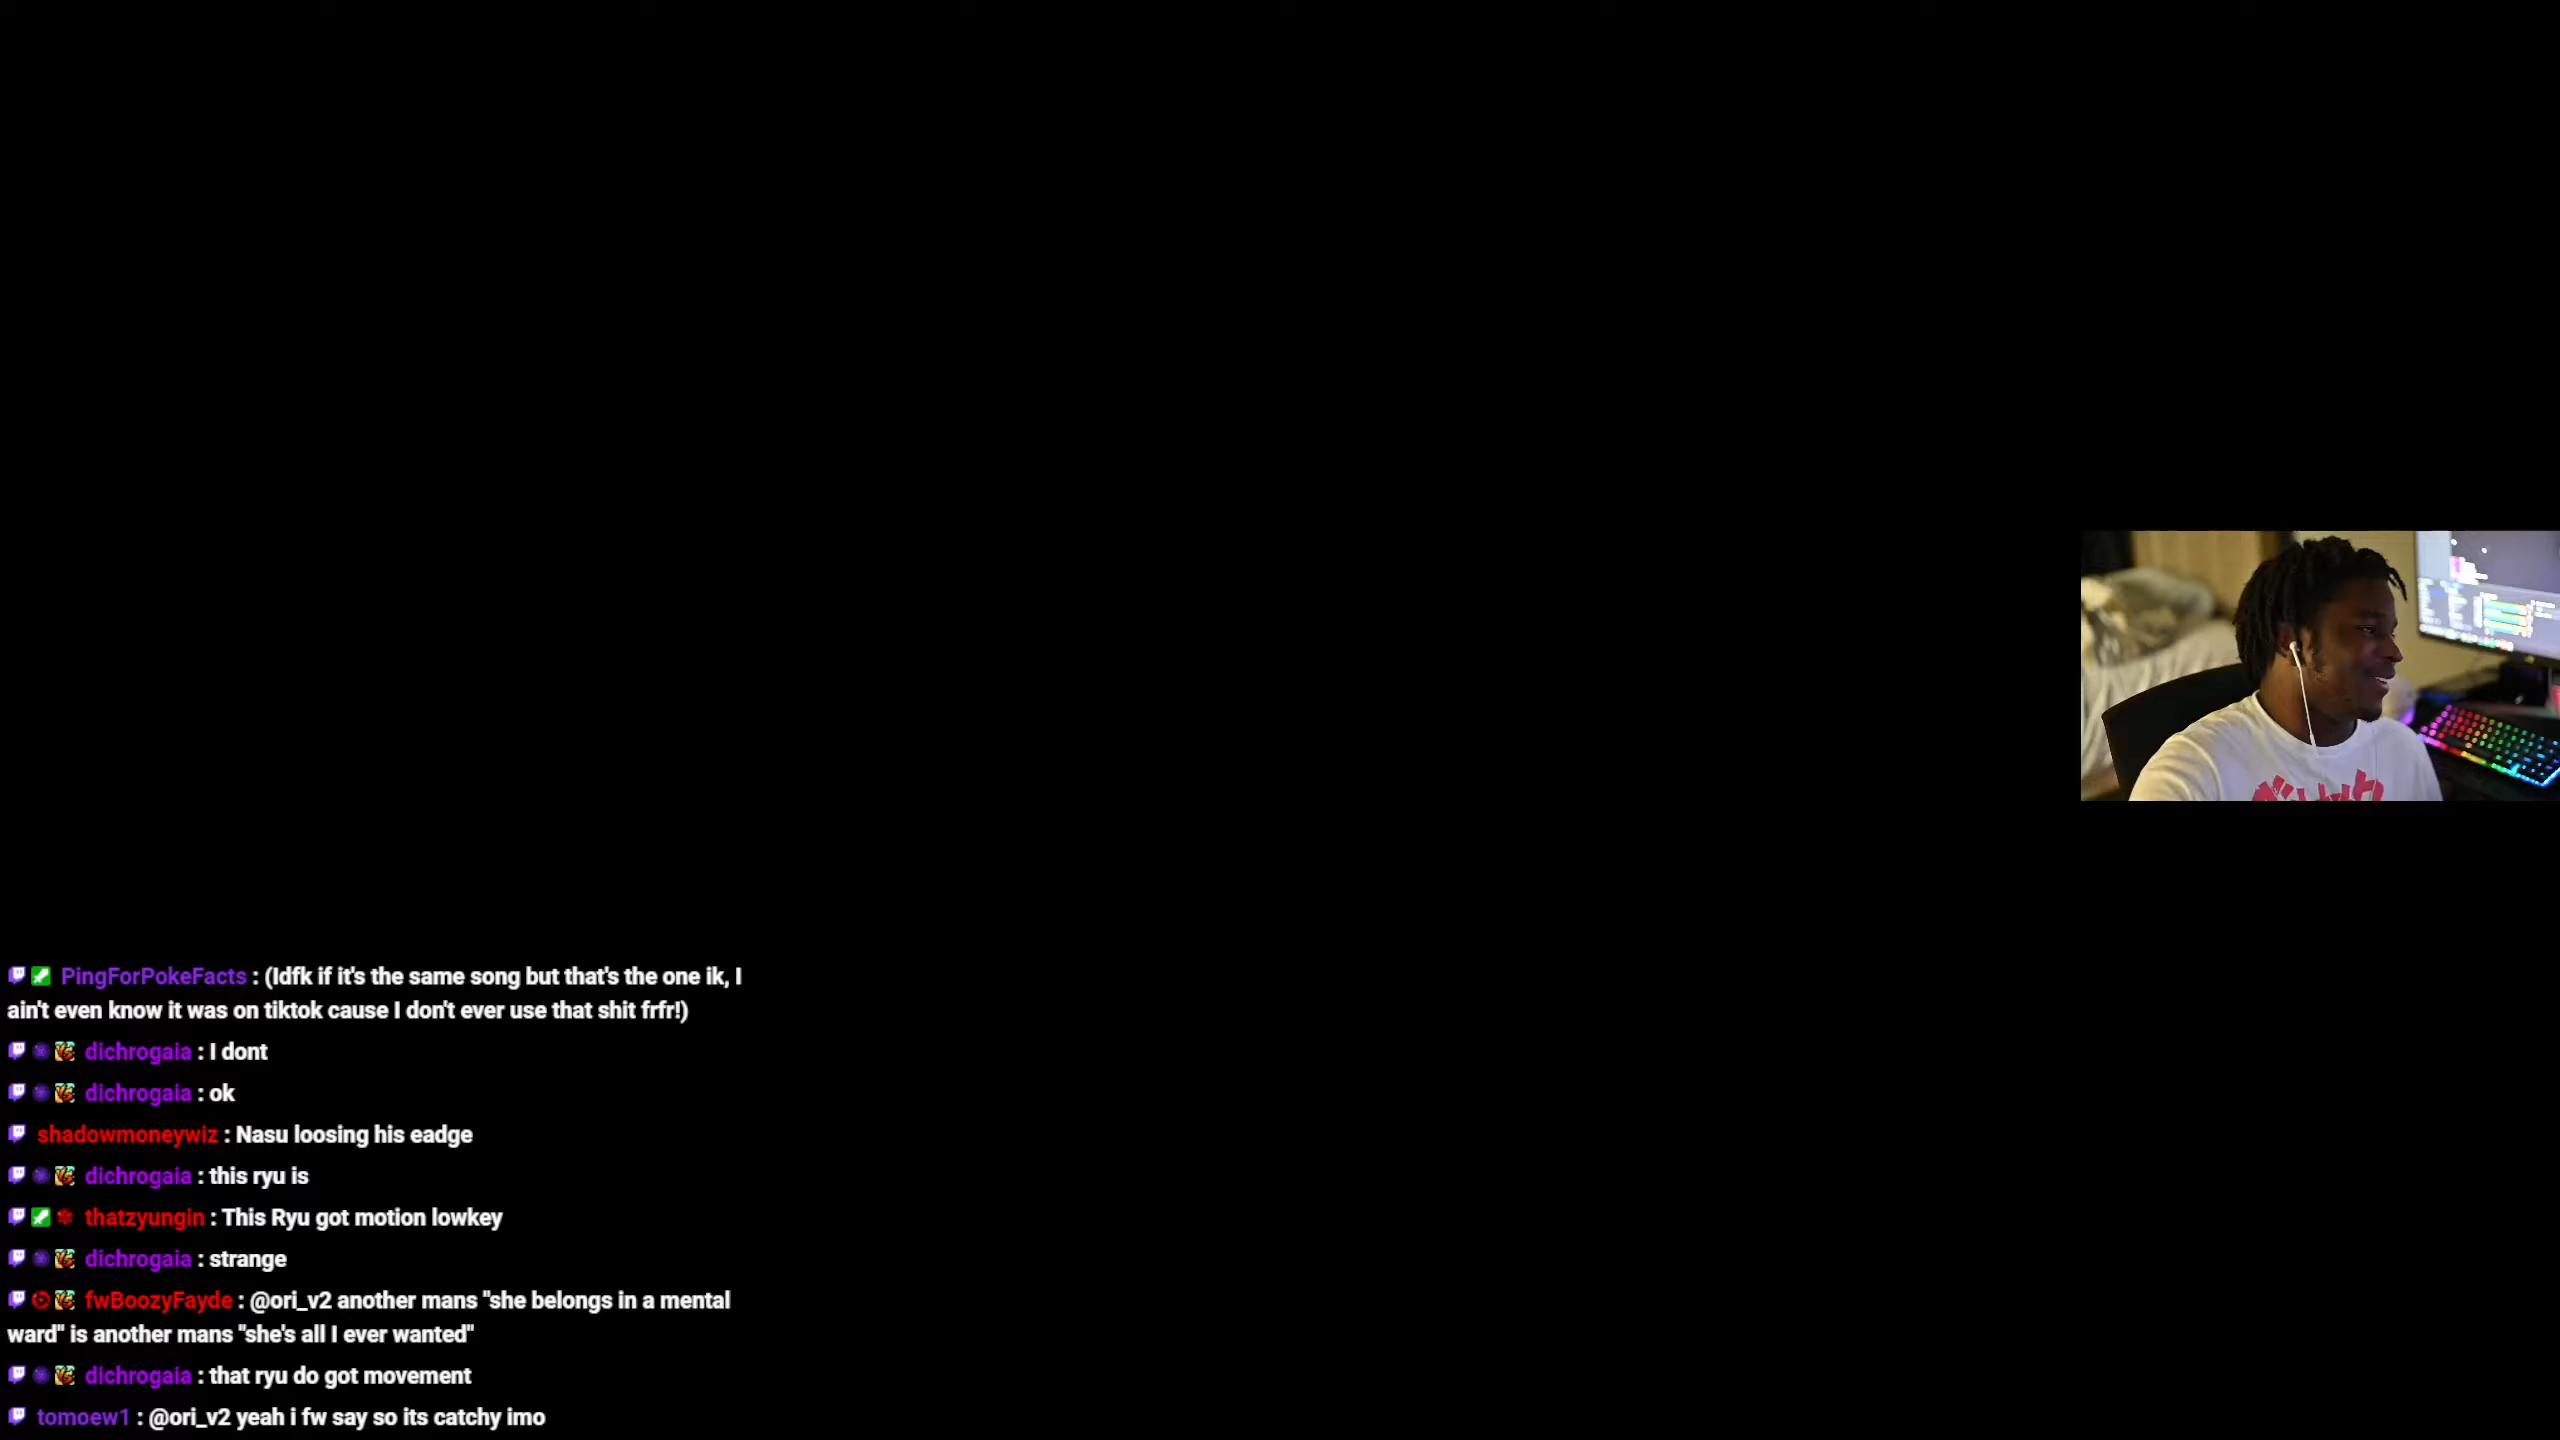 PingForPokeFacts : (Idfk if it's the same song but that's the one ik, I
ain't even know it was on tiktok cause I don't ever use that shit frfr!)
dichrogaia : I dont
dichrogaia : ok
shadowmoneywiz : Nasu loosing his eadge
dichrogaia : this ryu is
thatzyungin : This Ryu got motion lowkey
dichrogaia : strange
fwBoozyFayde : @ori_v2 another mans "she belongs in a mental
ward" is another mans "she's all I ever wanted"
dichrogaia : that ryu do got movement
tomoew1 : @ori_v2 yeah i fw say so its catchy imo